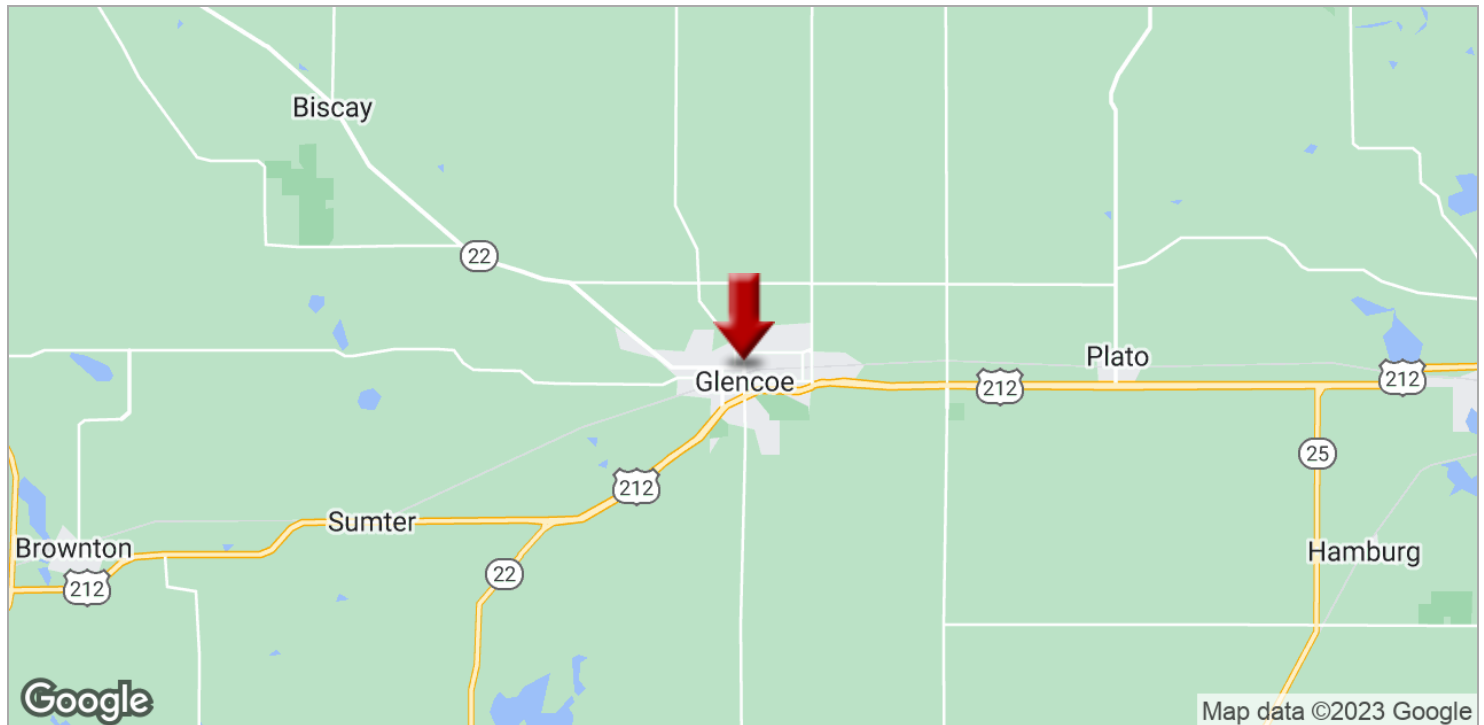 Biscay
22
Plato
Glencoe
212
212
25
212
Sumter
Brownton
Hamburg
22
212
Google
Map data ©2023 Google